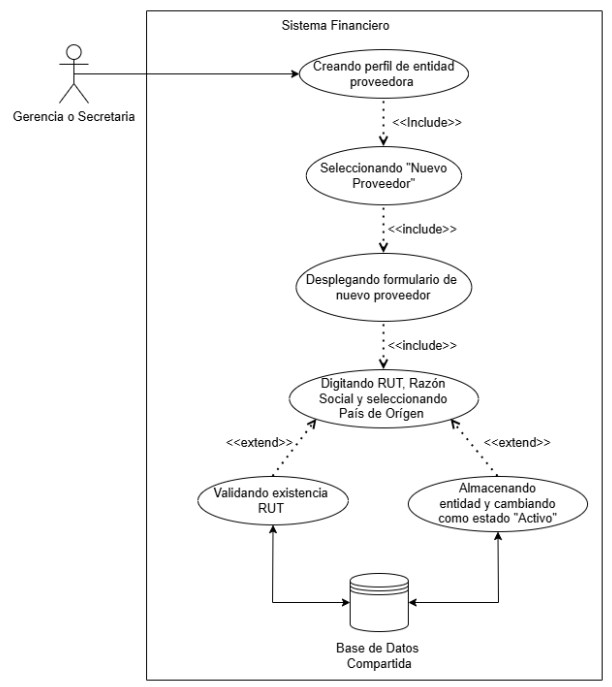 Sistema Financiero
Gerencia o Secretaria
Creando perfil de entidad
proveedora
<<Include>>
Seleccionando "Nuevo
Proveedor"
<<include>>
Desplegando formulario de
nuevo proveedor
<<include>>
Digitando RUT, Razón
Social y seleccionando
País de Orígen
<<extend>>
<<extend>>
Validando existencia
RUT
Almacenando
entidad y cambiando
como estado "Activo"
Base de Datos
Compartida